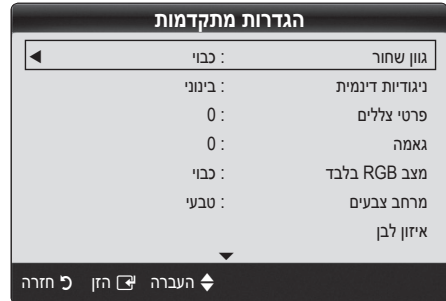 הגדרות מתקדמות
גוון שחור : כבוי
ניגודיות דינמית : בינוני
פרטי צללים : 0
גאמה : 0
מצב RGB בלבד : כבוי
מרחב צבעים : טבעי
איזון לבן
העברה הזן חזרה